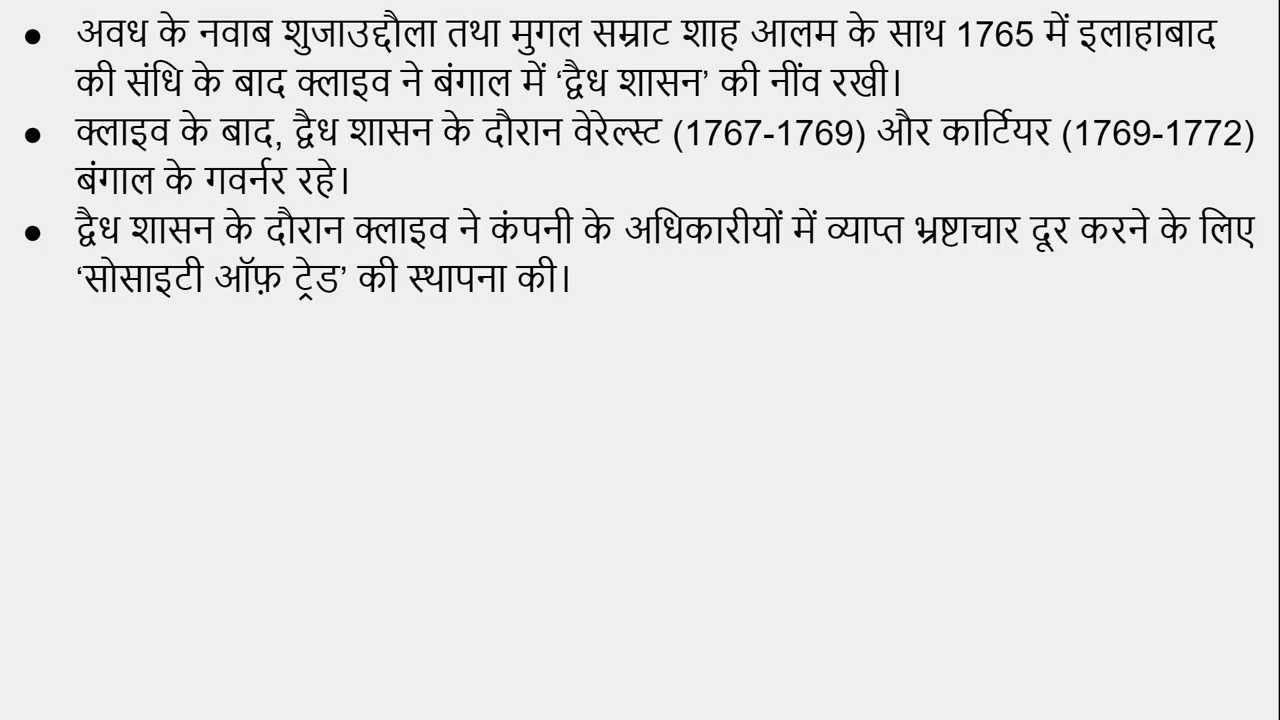 ● अवध के नवाब शुजाउद्दौला तथा मुगल सम्राट शाह आलम के साथ 1765 में इलाहाबाद
की संधि के बाद क्लाइव ने बंगाल में ‘द्वैध शासन’ की नींव रखी।
● क्लाइव के बाद, द्वैध शासन के दौरान वेरेल्स्ट (1767-1769) और कार्टियर (1769-1772)
बंगाल के गवर्नर रहे।
● द्वैध शासन के दौरान क्लाइव ने कंपनी के अधिकारीयों में व्याप्त भ्रष्टाचार दूर करने के लिए
‘सोसाइटी ऑफ़ ट्रेड’ की स्थापना की।